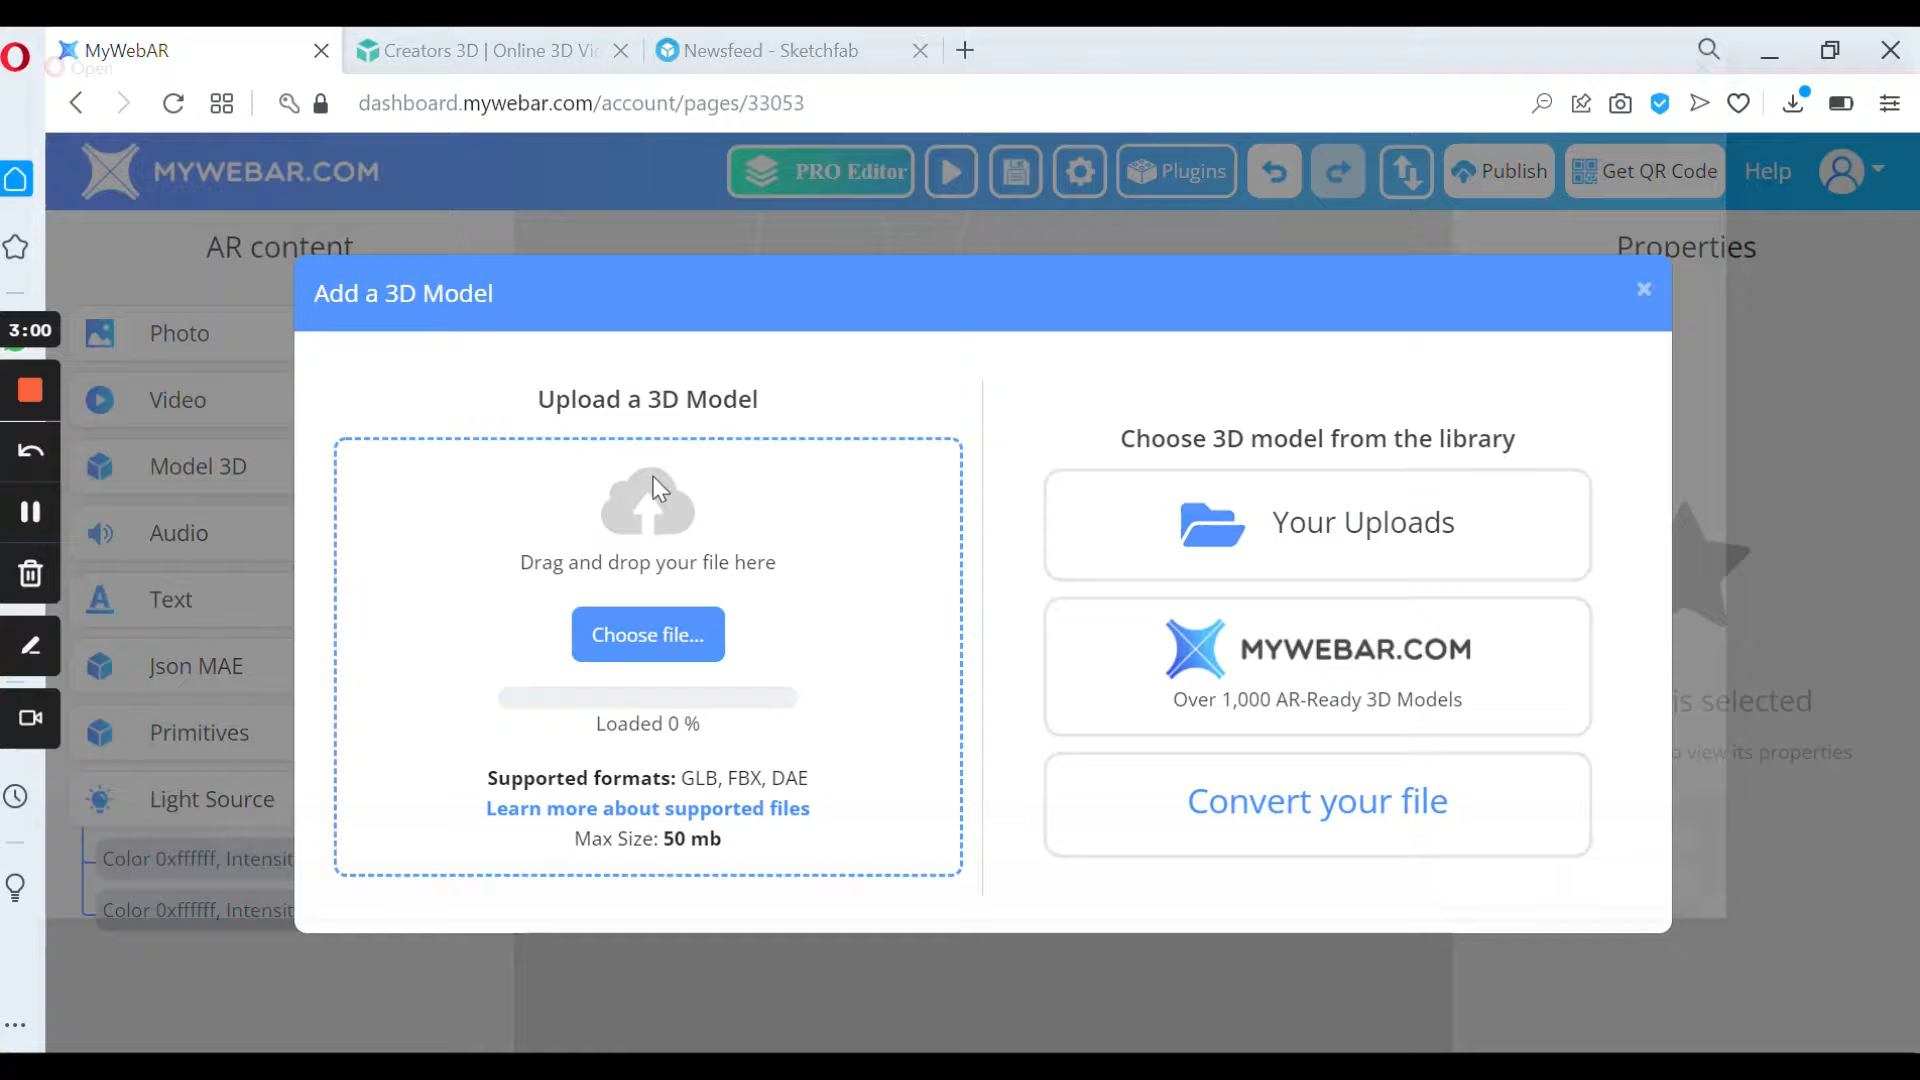 MyWebAR
Creators 3D | Online 3D Vi
Newsfeed - Sketchfab
Open
dashboard.mywebar.com/account/pages/33053
MYWEBAR.COM
PRO Editor
Plugins
Publish
Get QR Code
Help
AR content
Properties
Add a 3D Model
×
3:00
Photo
Video
Model 3D
Audio
Text
Json MAE
Primitives
Light Source
Color 0xffffff, Intensit
Color 0xffffff, Intensit
Upload a 3D Model
Drag and drop your file here
Choose file...
Loaded 0 %
Supported formats: GLB, FBX, DAE
Learn more about supported files
Max Size: 50 mb
Choose 3D model from the library
Your Uploads
MYWEBAR.COM
Over 1,000 AR-Ready 3D Models
Convert your file
is selected
view its properties